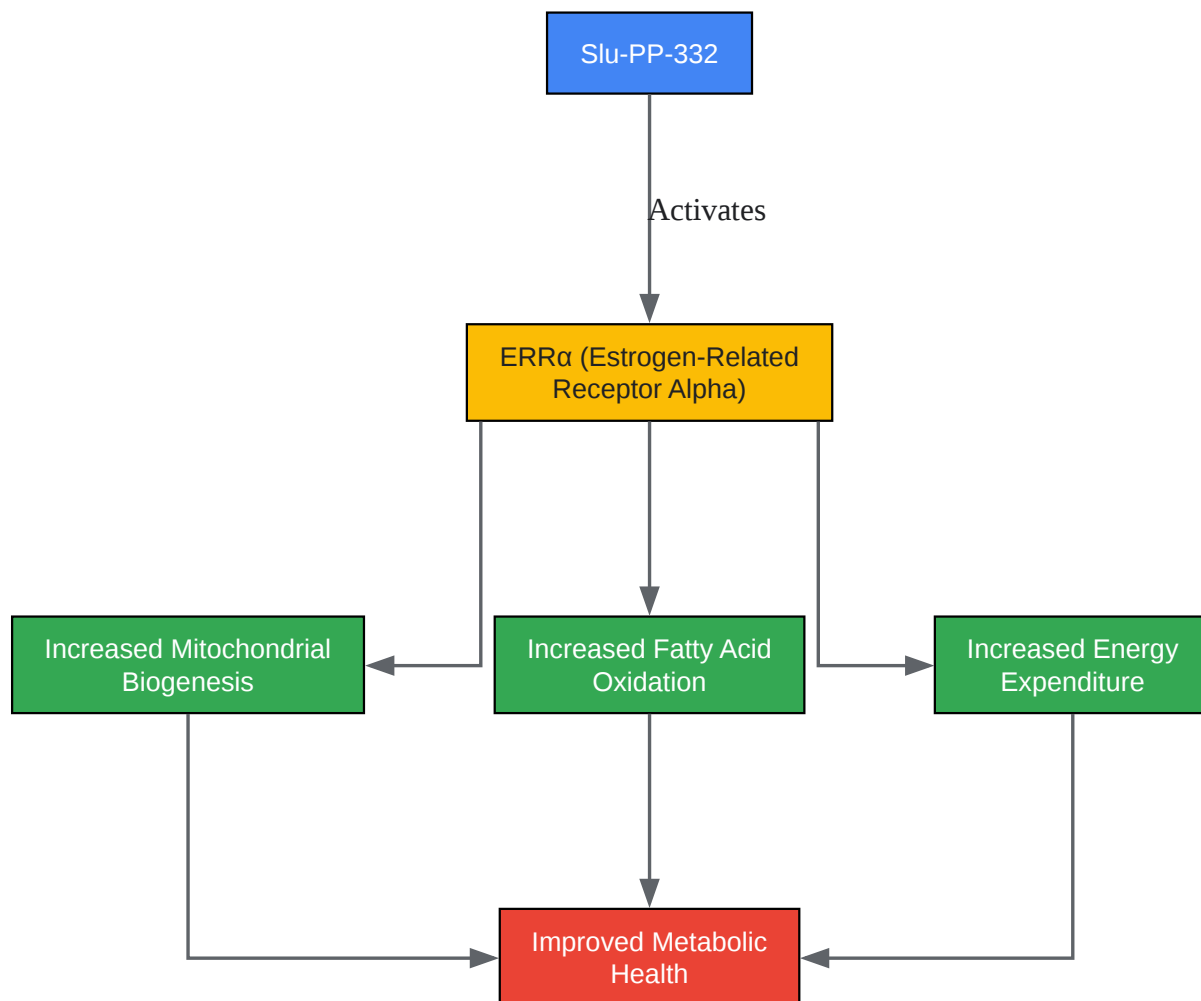 Slu-PP-332
Activates
ERRα (Estrogen-Related
Receptor Alpha)
Increased Mitochondrial
Biogenesis
Increased Fatty Acid
Oxidation
Increased Energy
Expenditure
Improved Metabolic
Health